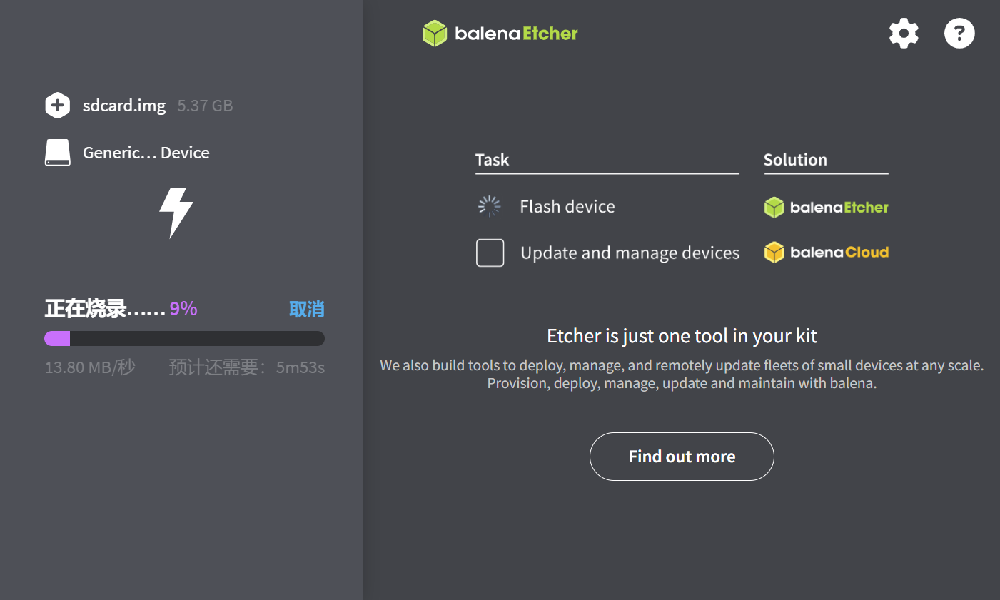 balenaEtcher
?
sdcard.img 5.37 GB
Generic… Device
正在烧录…… 9% 取消
13.80 MB/秒 预计还需要：5m53s
Task Solution
Flash device balenaEtcher
Update and manage devices balenaCloud
Etcher is just one tool in your kit
We also build tools to deploy, manage, and remotely update fleets of small devices at any scale.
Provision, deploy, manage, update and maintain with balena.
Find out more